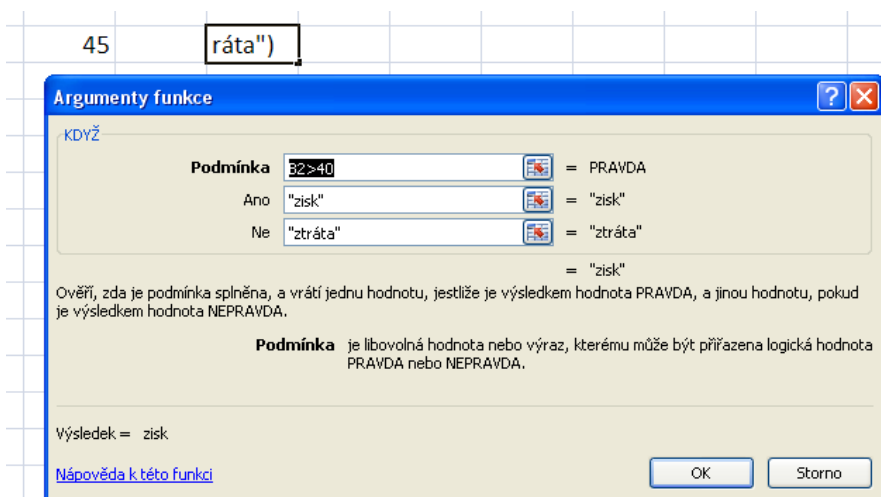 45 ráta")
Argumenty funkce
KDYŽ
Podmínka B2>40 = PRAVDA
Ano "zisk" = "zisk"
Ne "ztráta" = "ztráta"
= "zisk"
Ověří, zda je podmínka splněna, a vrátí jednu hodnotu, jestliže je výsledkem hodnota PRAVDA, a jinou hodnotu, pokud
je výsledkem hodnota NEPRAVDA.
Podmínka je libovolná hodnota nebo výraz, kterému může být přiřazena logická hodnota
PRAVDA nebo NEPRAVDA.
Výsledek = zisk
Nápověda k této funkci OK Storno